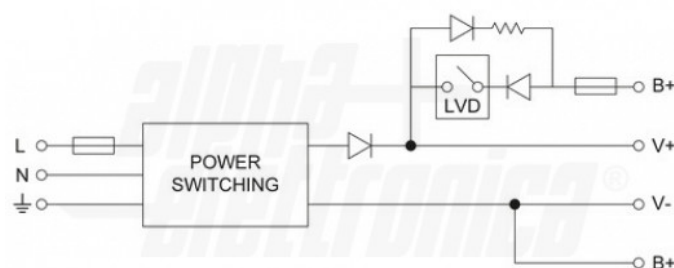 LVD
B+
L
V+
N
POWER
SWITCHING
V-
B+
alpha
elettronica®